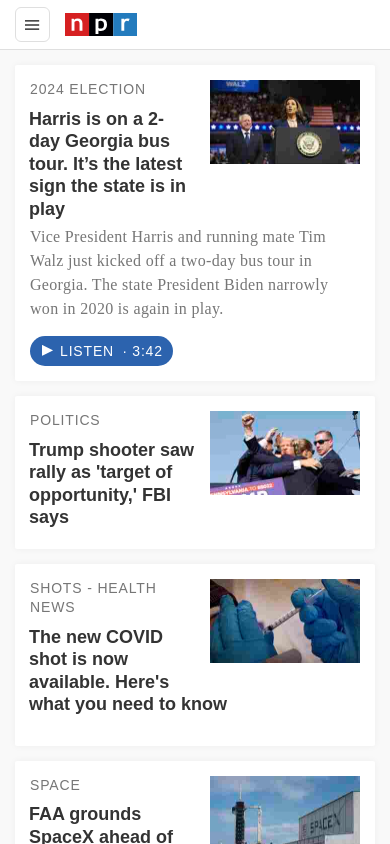 npr
2024 ELECTION
WALZ
Harris is on a 2-
day Georgia bus
tour. It’s the latest
sign the state is in
play
Vice President Harris and running mate Tim
Walz just kicked off a two-day bus tour in
Georgia. The state President Biden narrowly
won in 2020 is again in play.
LISTEN · 3:42
POLITICS
Trump shooter saw
rally as 'target of
opportunity,' FBI
says
SHOTS - HEALTH
NEWS
The new COVID
shot is now
available. Here's
what you need to know
SPACE
FAA grounds
SpaceX ahead of
SPACEX